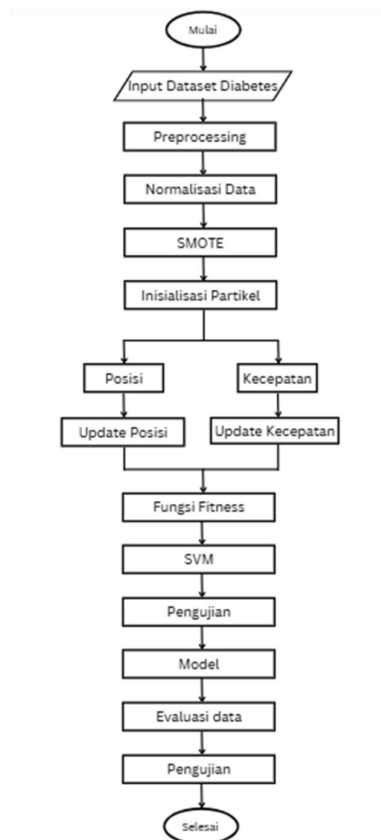 Mulai
Input Dataset Diabetes
Preprocessing
Normalisasi Data
SMOTE
Inisialisasi Partikel
Posisi
Kecepatan
Update Posisi
Update Kecepatan
Fungsi Fitness
SVM
Pengujian
Model
Evaluasi data
Pengujian
Selesai